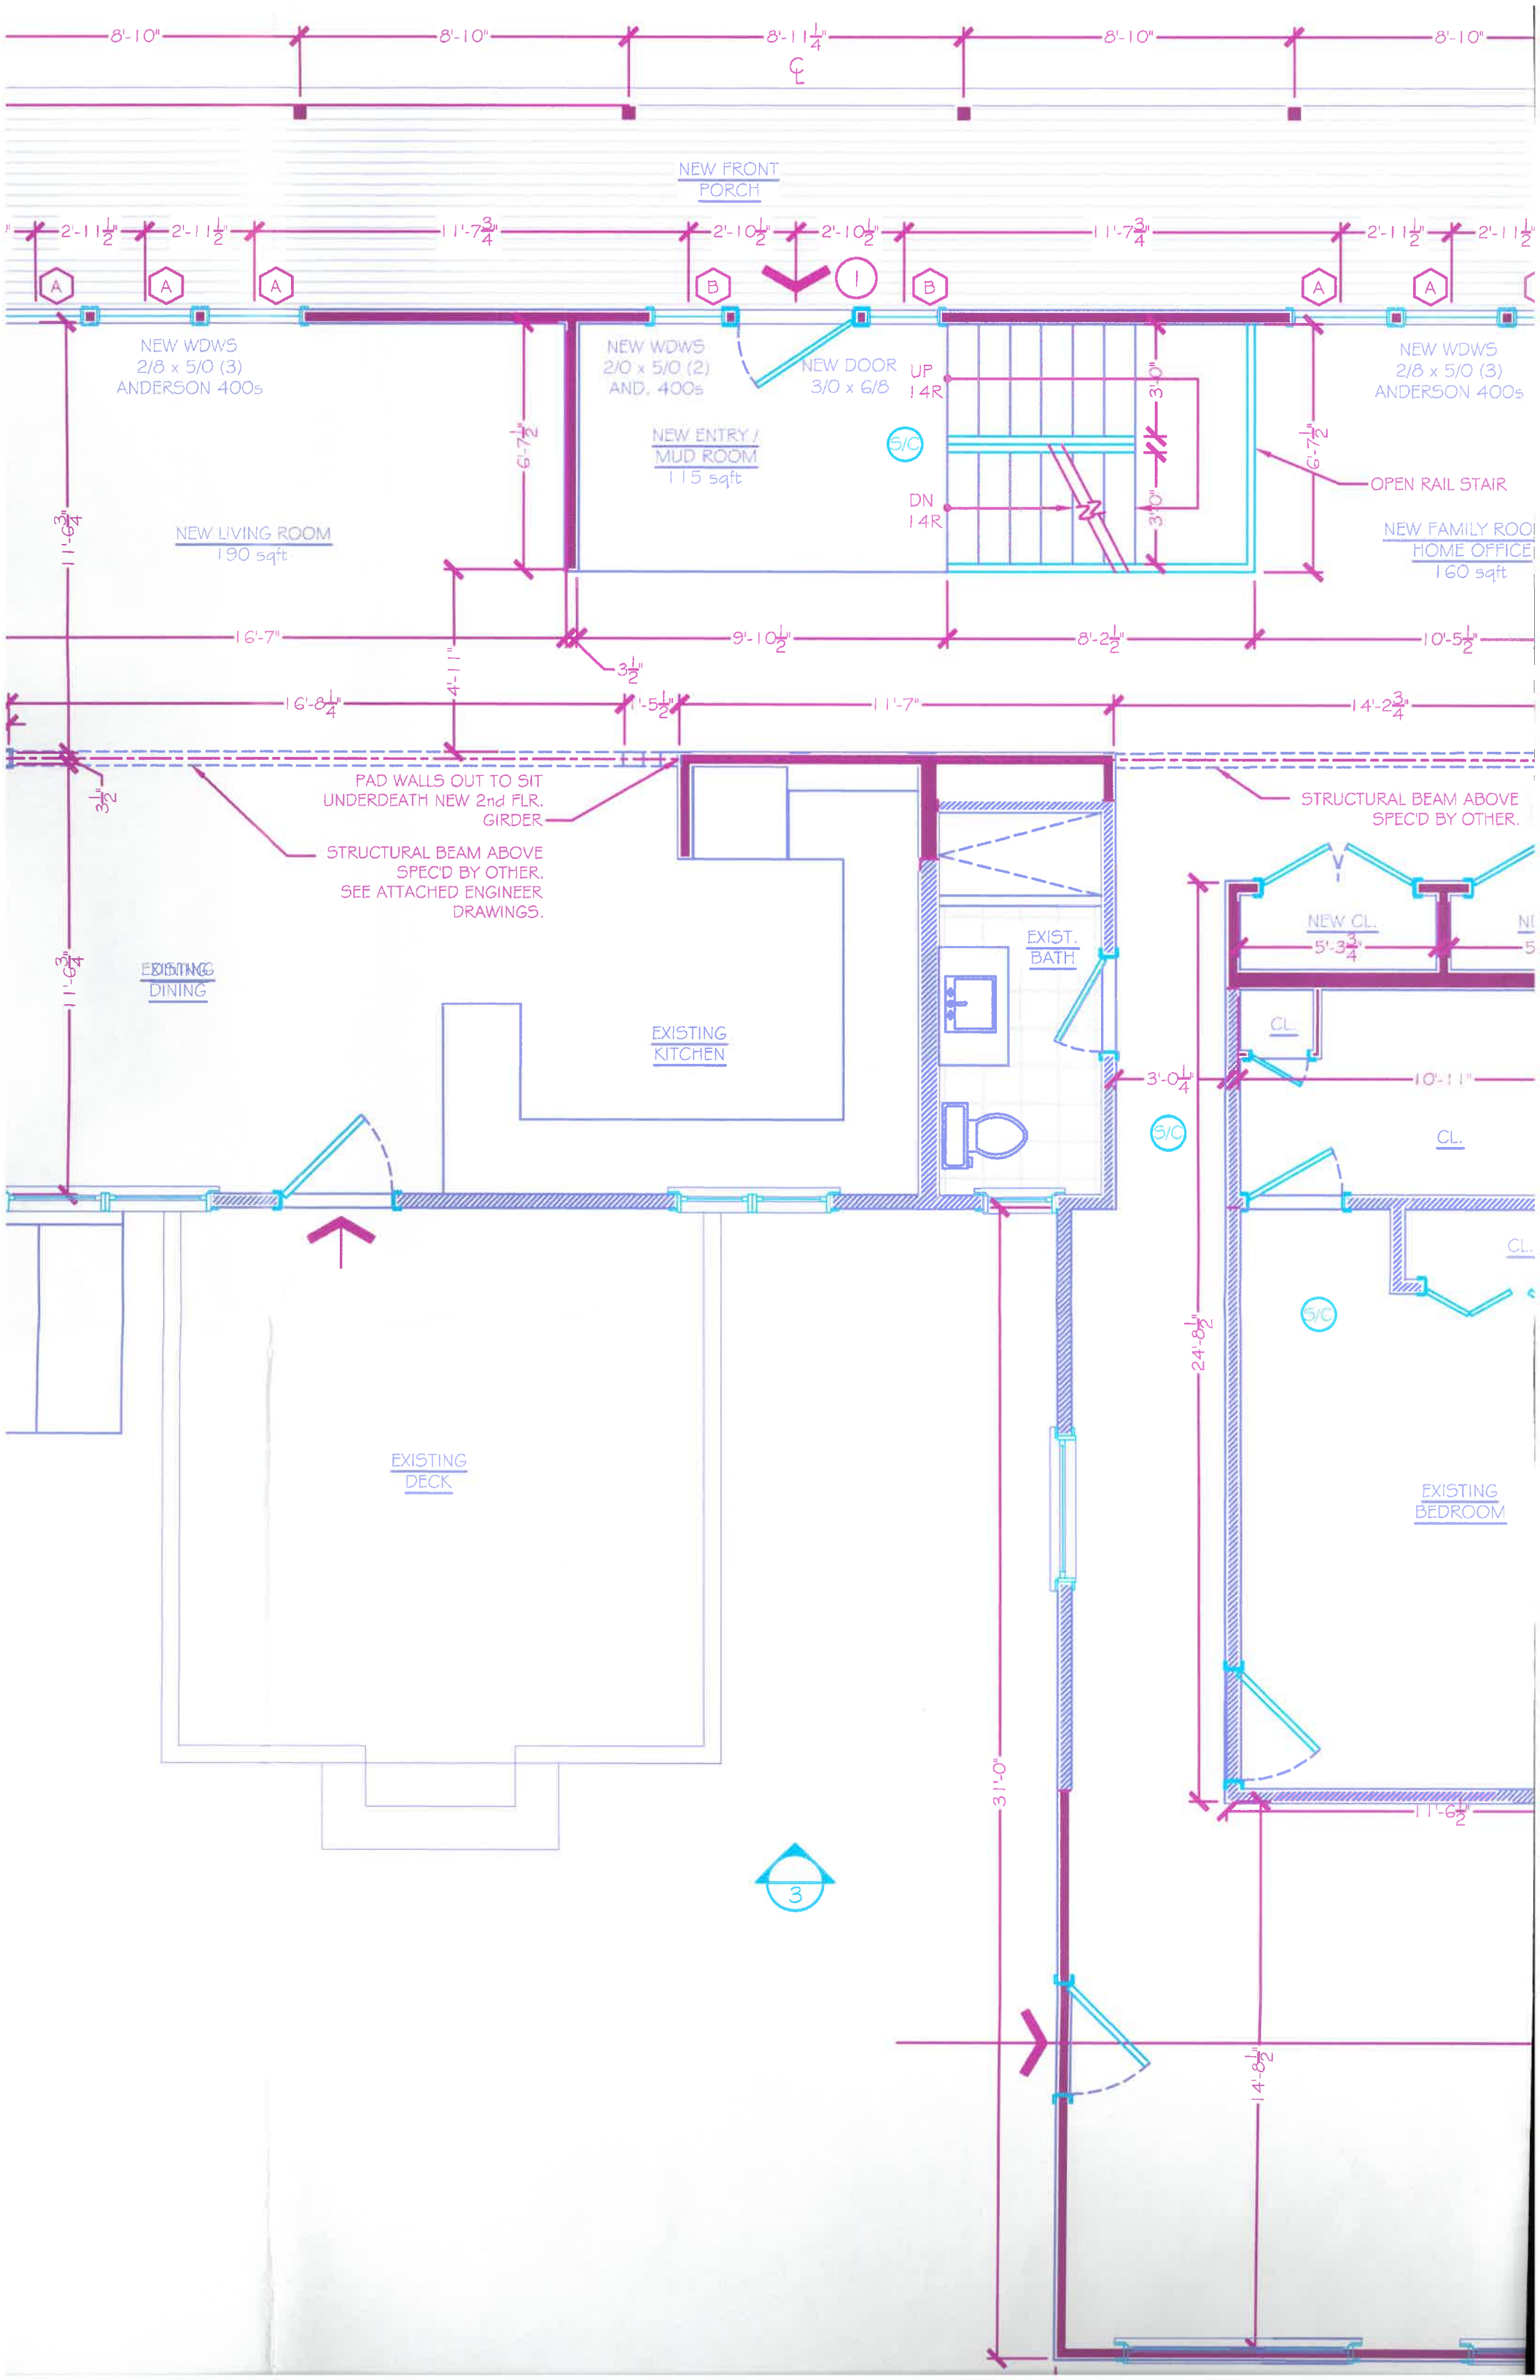 8'-10"
8'-10"
8'-11 1/4"
8'-10"
8'-10"
℄
NEW FRONT
PORCH
2'-11 1/2"
2'-11 1/2"
11'-7 3/4"
2'-10 1/2"
2'-10 1/2"
11'-7 3/4"
2'-11 1/2"
2'-11 1/2"
A
A
A
B
1
B
A
A
NEW WDWS
2/8 x 5/0 (3)
ANDERSON 400s
NEW WDWS
2/0 x 5/0 (2)
AND. 400s
NEW DOOR
3/0 x 6/8
UP
14R
3'-0"
NEW WDWS
2/8 x 5/0 (3)
ANDERSON 400s
6'-7 1/2"
NEW ENTRY /
MUD ROOM
115 sqft
S/C
6'-7 1/2"
OPEN RAIL STAIR
DN
14R
3'-0"
11'-6 3/4"
NEW LIVING ROOM
190 sqft
NEW FAMILY ROO
HOME OFFICE
160 sqft
16'-7"
9'-10 1/2"
8'-2 1/2"
10'-5 1/2"
3 1/2"
4'-11"
16'-8 1/4"
1'-5 1/2"
11'-7"
14'-2 3/4"
3 1/2"
PAD WALLS OUT TO SIT
UNDERDEATH NEW 2nd FLR.
GIRDER
STRUCTURAL BEAM ABOVE
SPEC'D BY OTHER.
STRUCTURAL BEAM ABOVE
SPEC'D BY OTHER.
SEE ATTACHED ENGINEER
DRAWINGS.
NEW CL.
5'-3 3/4"
5
EXIST.
BATH
11'-6 3/4"
EXISTING
DINING
EXISTING
KITCHEN
CL.
3'-0 1/4"
10'-11"
S/C
CL.
CL.
S/C
24'-8 1/2"
EXISTING
DECK
EXISTING
BEDROOM
31'-0"
11'-6 1/2"
3
14'-8 1/2"